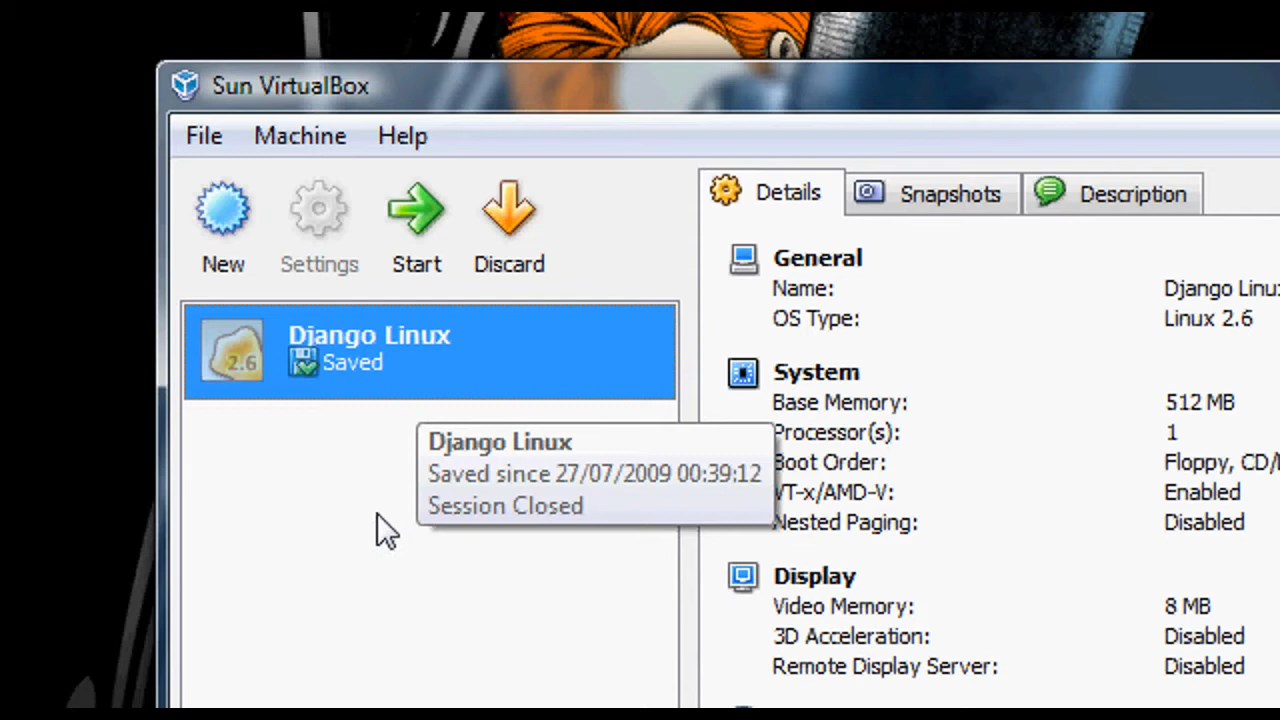 Sun VirtualBox
File Machine Help
New Settings Start Discard
Django Linux
Saved
2.6
Django Linux
Saved since 27/07/2009 00:39:12
Session Closed
Details Snapshots Description
General
Name: Django Linu
OS Type: Linux 2.6
System
Base Memory: 512 MB
Processor(s): 1
Boot Order: Floppy, CD/
VT-x/AMD-V: Enabled
Nested Paging: Disabled
Display
Video Memory: 8 MB
3D Acceleration: Disabled
Remote Display Server: Disabled